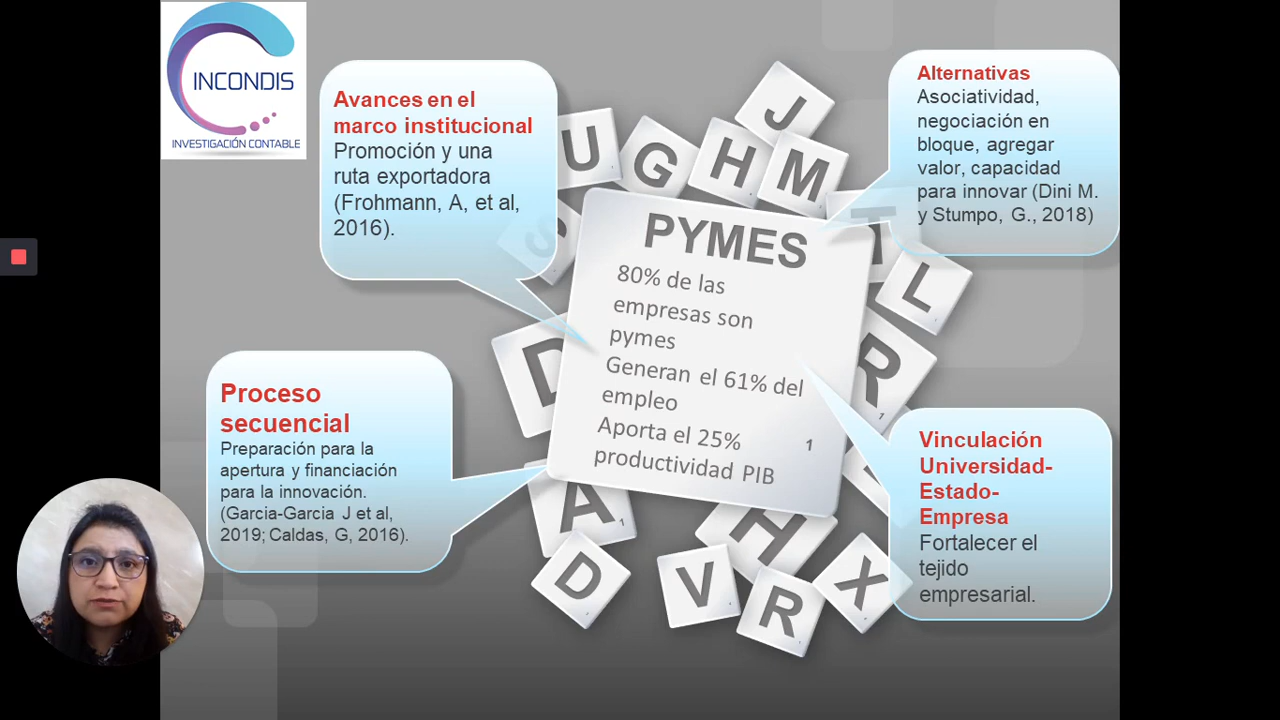 INCONDIS
INVESTIGACIÓN CONTABLE
Avances en el
marco institucional
Promoción y una
ruta exportadora
(Frohmann, A, et al,
2016).
Alternativas
Asociatividad,
negociación en
bloque, agregar
valor, capacidad
para innovar (Dini M.
y Stumpo, G., 2018)
J
U
G
H
M
S
T
L
D
R
1
PYMES
80% de las
empresas son
pymes
Generan el 61% del
empleo
Aporta el 25%
productividad PIB
1
Proceso
secuencial
Preparación para la
apertura y financiación
para la innovación.
(Garcia-Garcia J et al,
2019; Caldas, G, 2016).
Vinculación
Universidad-
Estado-
Empresa
Fortalecer el
tejido
empresarial.
A
1
H
D
V
R
X